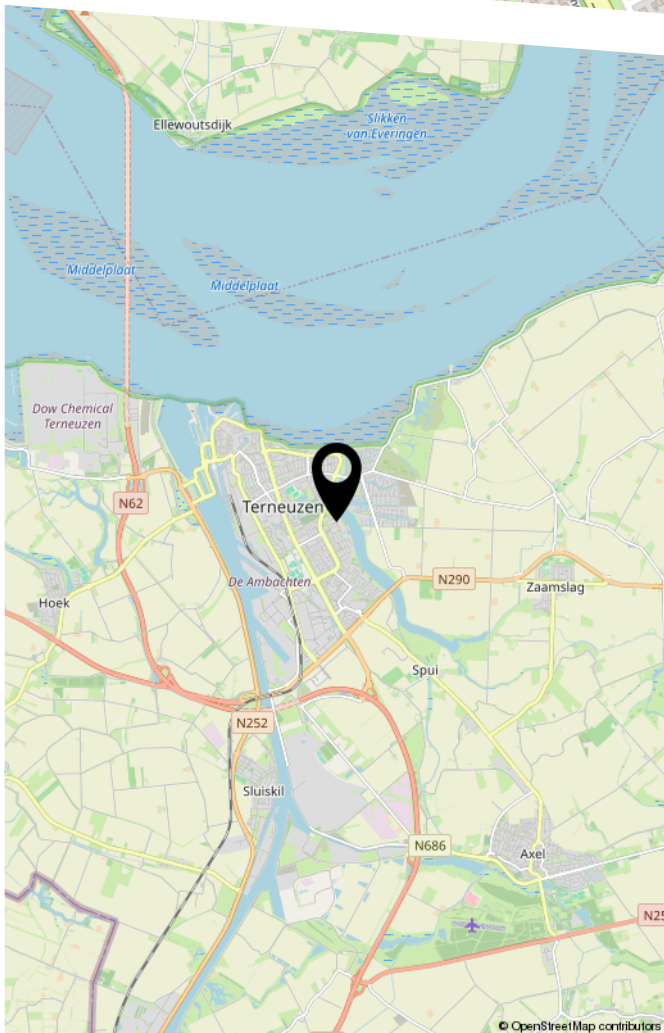 Ellewoutsdijk
Slikken
van Everingen
Middelplaat
Middelplaat
Dow Chemical
Terneuzen
N62
Terneuzen
De Ambachten
N290
Zaamslag
Hoek
Spui
N252
Sluiskil
N686
Axel
© OpenStreetMap contributors